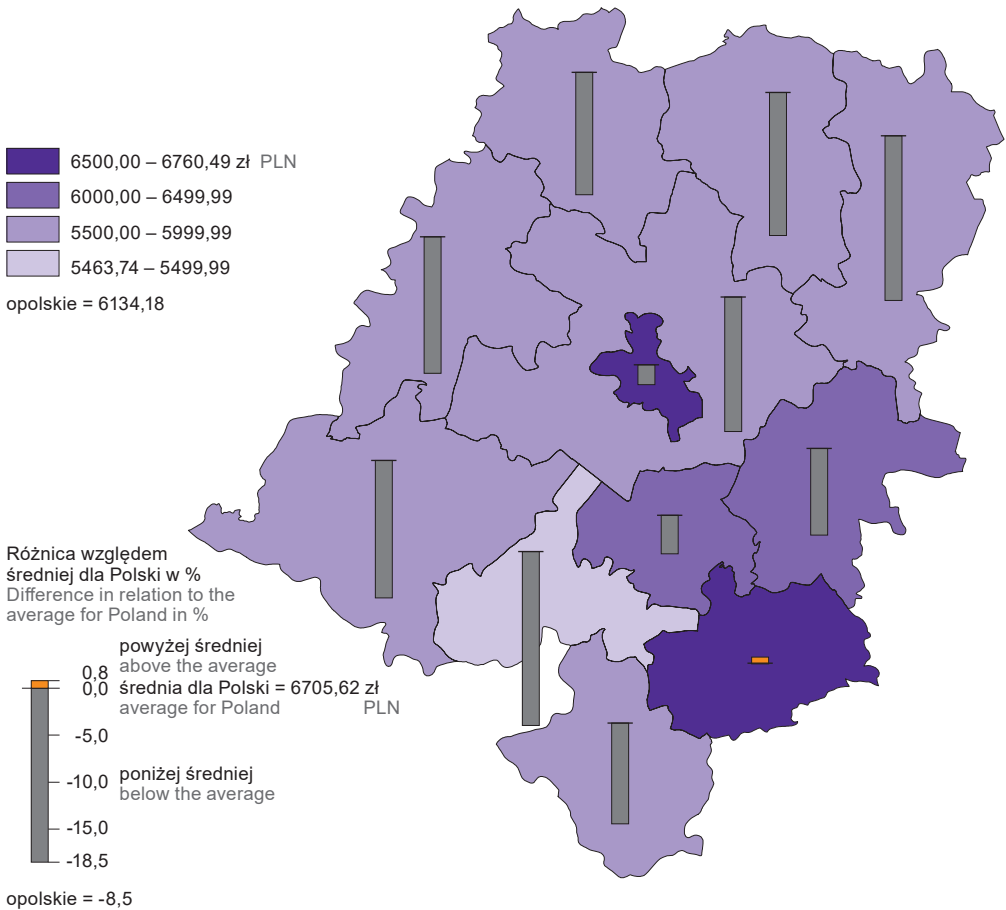 6500,00 – 6760,49 zł PLN
6000,00 – 6499,99
5500,00 – 5999,99
5463,74 – 5499,99
opolskie = 6134,18
Różnica względem
średniej dla Polski w %
Difference in relation to the
average for Poland in %
powyżej średniej
above the average
0,8
0,0 średnia dla Polski = 6705,62 zł
average for Poland PLN
-5,0
-10,0 poniżej średniej
below the average
-15,0
-18,5
opolskie = -8,5